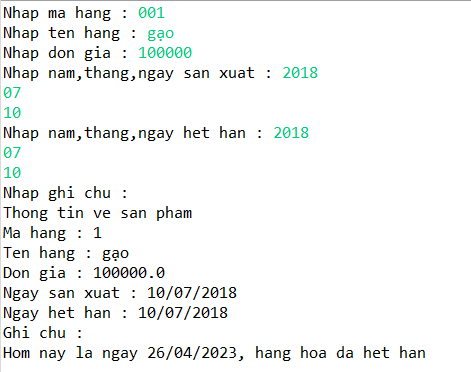 Nhap ma hang : 001
Nhap ten hang : gạo
Nhap don gia : 100000
Nhap nam,thang,ngay san xuat : 2018
07
10
Nhap nam,thang,ngay het han : 2018
07
10
Nhap ghi chu :
Thong tin ve san pham
Ma hang : 1
Ten hang : gạo
Don gia : 100000.0
Ngay san xuat : 10/07/2018
Ngay het han : 10/07/2018
Ghi chu :
Hom nay la ngay 26/04/2023, hang hoa da het han